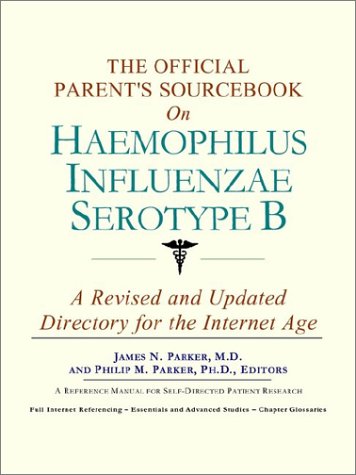 THE OFFICIAL
PARENT'S SOURCEBOOK
On
HAEMOPHILUS
INFLUENZAE
SEROTYPE B
A Revised and Updated
Directory for the Internet Age
JAMES N. PARKER, M.D.
AND PHILIP M. PARKER, PH.D., EDITORS
A REFERENCE MANUAL FOR SELF-DIRECTED PATIENT RESEARCH
Full Internet Referencing – Essentials and Advanced Studies – Chapter Glossaries